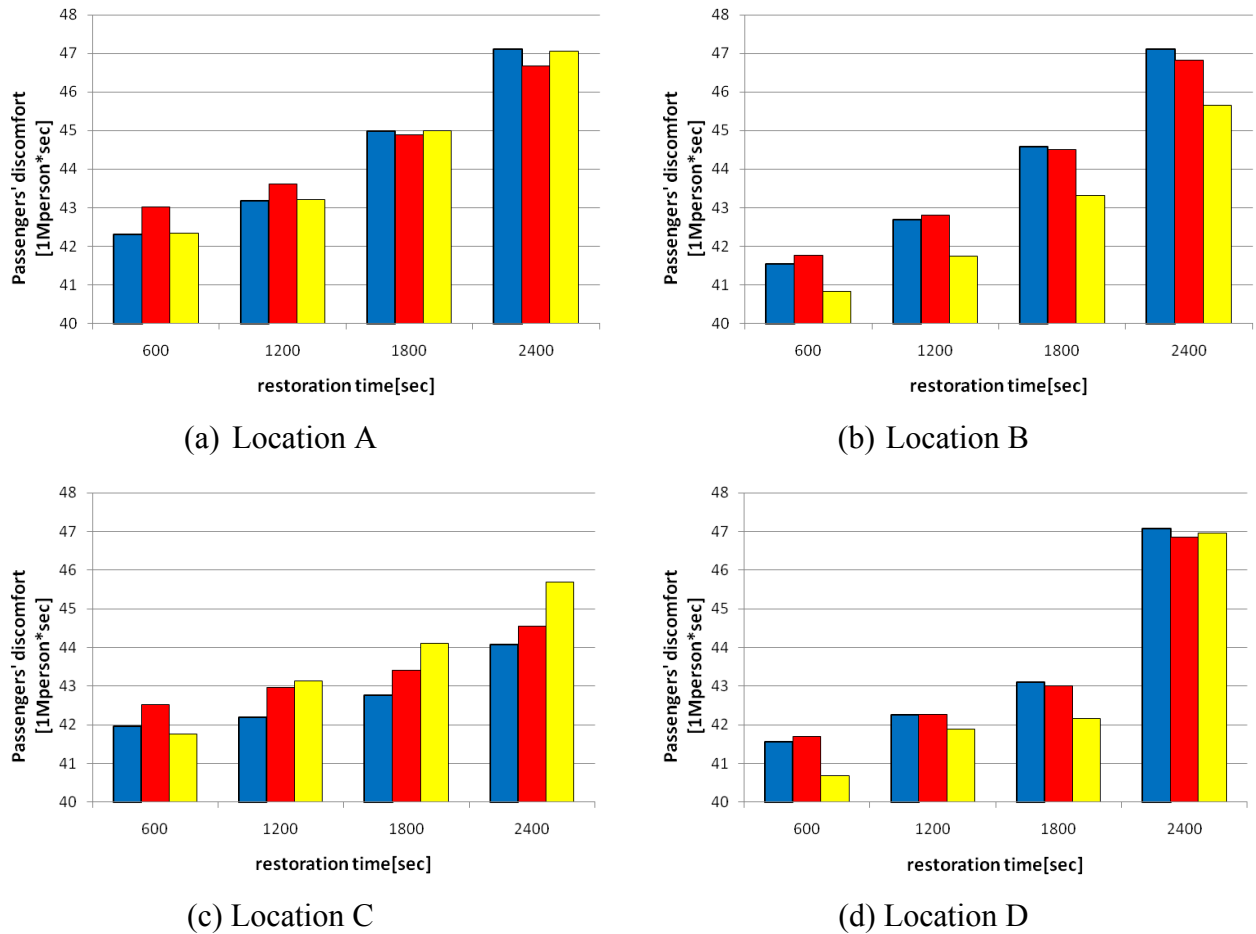 48
47
46
45
44
43
42
41
40
Passengers' discomfort
[1Mperson*sec]
600 1200 1800 2400
restoration time[sec]
(a) Location A
48
47
46
45
44
43
42
41
40
Passengers' discomfort
[1Mperson*sec]
600 1200 1800 2400
restoration time[sec]
(b) Location B
48
47
46
45
44
43
42
41
40
Passengers' discomfort
[1Mperson*sec]
600 1200 1800 2400
restoration time[sec]
(c) Location C
48
47
46
45
44
43
42
41
40
Passengers' discomfort
[1Mperson*sec]
600 1200 1800 2400
restoration time[sec]
(d) Location D